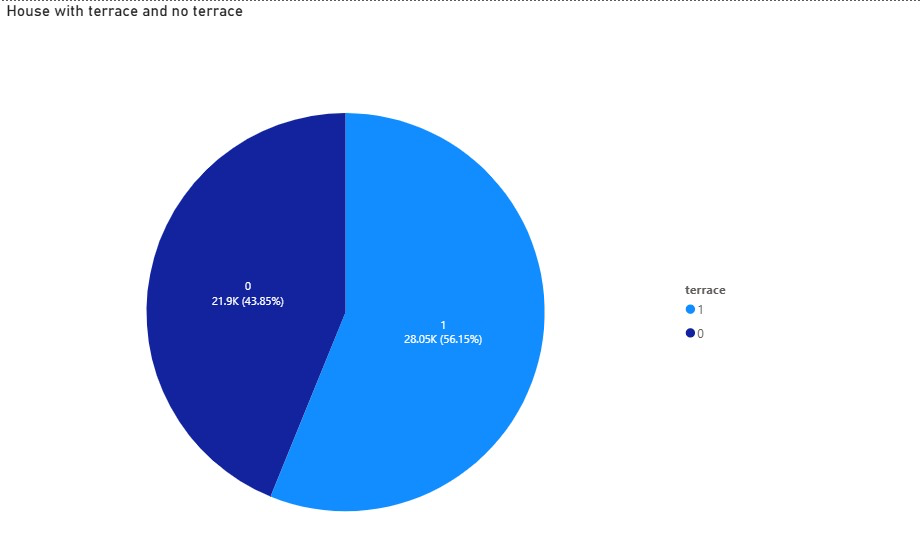 House with terrace and no terrace
0
21.9K (43.85%)
1
28.05K (56.15%)
terrace
1
0